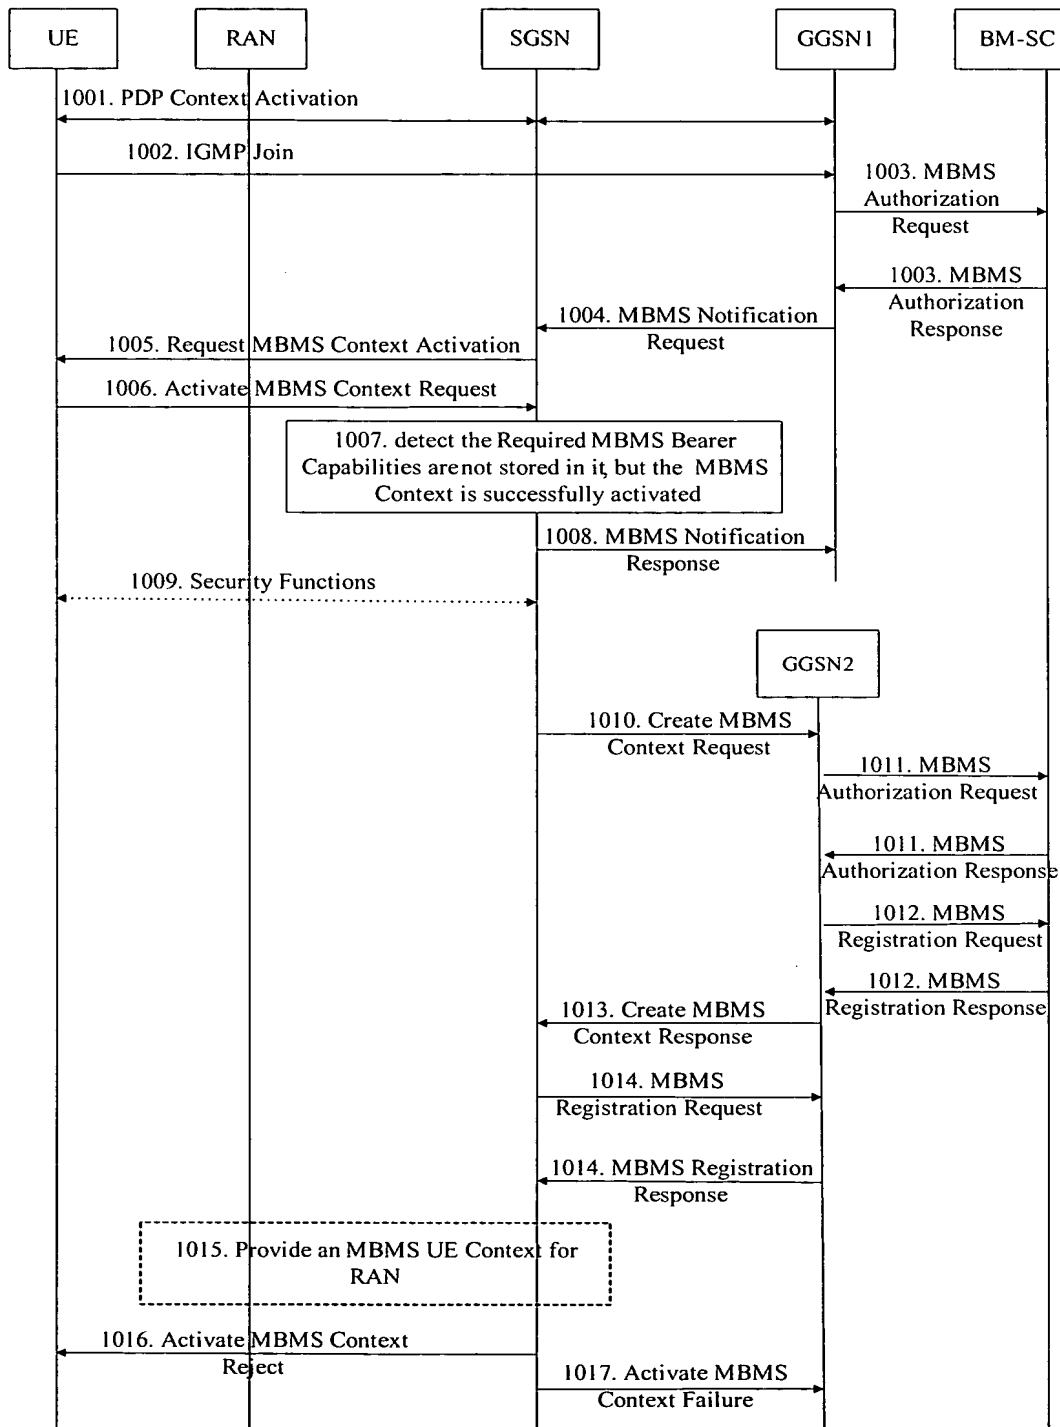 UE
RAN
SGSN
GGSN1
BM-SC
1001. PDP Context Activation
1002. IGMP Join
1003. MBMS
Authorization
Request
1003. MBMS
Authorization
Response
1004. MBMS Notification
Request
1005. Request MBMS Context Activation
1006. Activate MBMS Context Request
1007. detect the Required MBMS Bearer
Capabilities are not stored in it, but the MBMS
Context is successfully activated
1008. MBMS Notification
Response
1009. Security Functions
GGSN2
1010. Create MBMS
Context Request
1011. MBMS
Authorization Request
1011. MBMS
Authorization Response
1012. MBMS
Registration Request
1012. MBMS
Registration Response
1013. Create MBMS
Context Response
1014. MBMS
Registration Request
1014. MBMS Registration
Response
1015. Provide an MBMS UE Context for
RAN
1016. Activate MBMS Context
Reject
1017. Activate MBMS
Context Failure